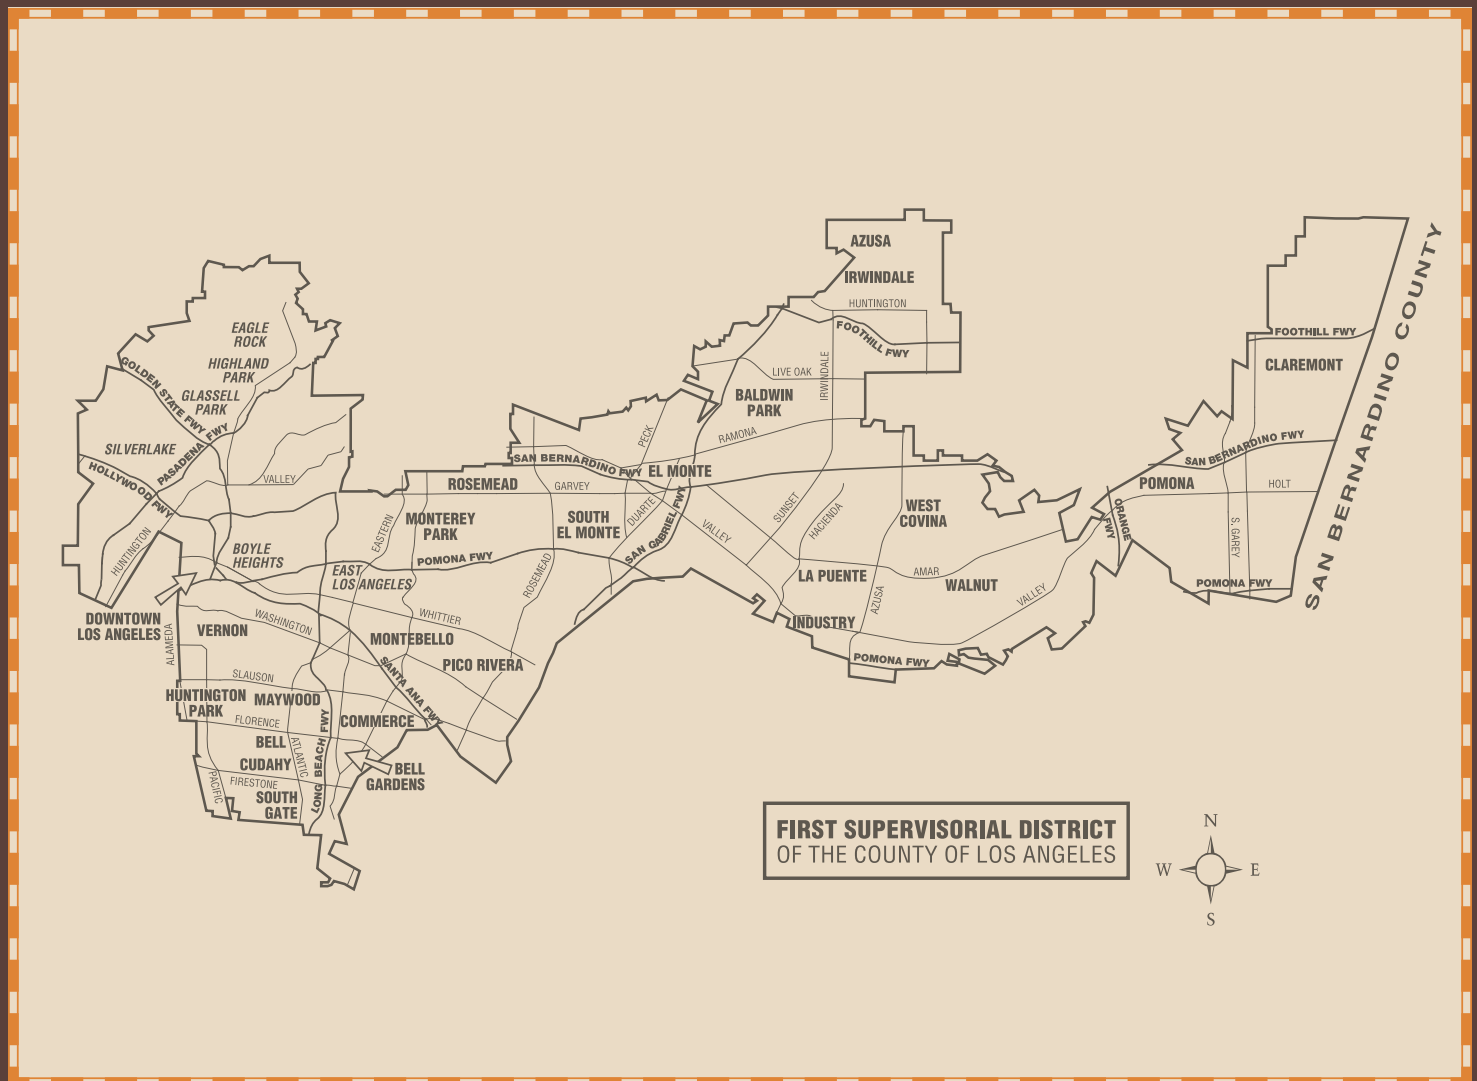 AZUSA
IRWINDALE
HUNTINGTON
FOOTHILL FWY
EAGLE
ROCK
HIGHLAND
PARK
GLASSELL
PARK
GOLDEN STATE FWY
PASADENA FWY
SILVERLAKE
HOLLYWOOD FWY
HUNTINGTON
VALLEY
BOYLE
HEIGHTS
DOWNTOWN
LOS ANGELES
ALAMEDA
VERNON
WASHINGTON
EAST
LOS ANGELES
EASTERN
MONTEREY
PARK
POMONA FWY
WHITTIER
MONTEBELLO
PICO RIVERA
SANTA ANA FWY
SLAUSON
HUNTINGTON
PARK
MAYWOOD
COMMERCE
FLORENCE
BELL
CUDAHY
FIRESTONE
PACIFIC
SOUTH
GATE
ATLANTIC
LONG BEACH FWY
BELL
GARDENS
ROSEMEAD
SAN BERNARDINO FWY
GARVEY
ROSEMEAD
SOUTH
EL MONTE
EL MONTE
PECK
DUARTE
SAN GABRIEL FWY
RAMONA
LIVE OAK
BALDWIN
PARK
IRWINDALE
VALLEY
SUNSET
HACIENDA
WEST
COVINA
LA PUENTE
AMAR
WALNUT
AZUSA
INDUSTRY
POMONA FWY
VALLEY
ORANGE
FWY
POMONA
SAN BERNARDINO FWY
HOLT
S. GAREY
POMONA FWY
FOOTHILL FWY
CLAREMONT
SAN BERNARDINO COUNTY
FIRST SUPERVISORIAL DISTRICT
OF THE COUNTY OF LOS ANGELES
N
W E
S